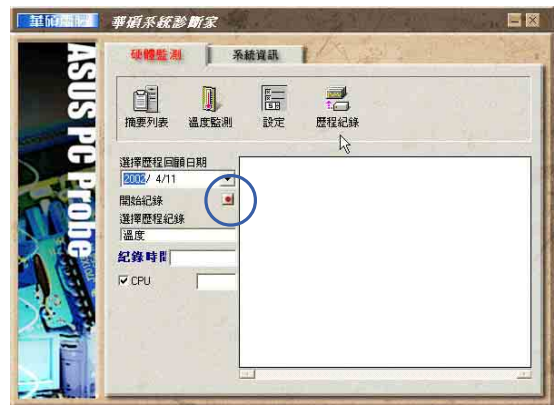 華碩電腦 華碩系統診斷家
ASUS PC Probe
硬體監測 系統資訊
摘要列表 溫度監測 設定 歷程紀錄
選擇歷程回顧日期
2002/ 4/11
開始紀錄
選擇歷程紀錄
溫度
紀錄時間
CPU